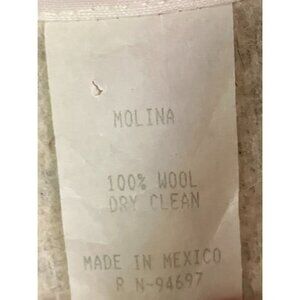 MOLINA
100% WOOL
DRY CLEAN
MADE IN MEXICO
R N-94697